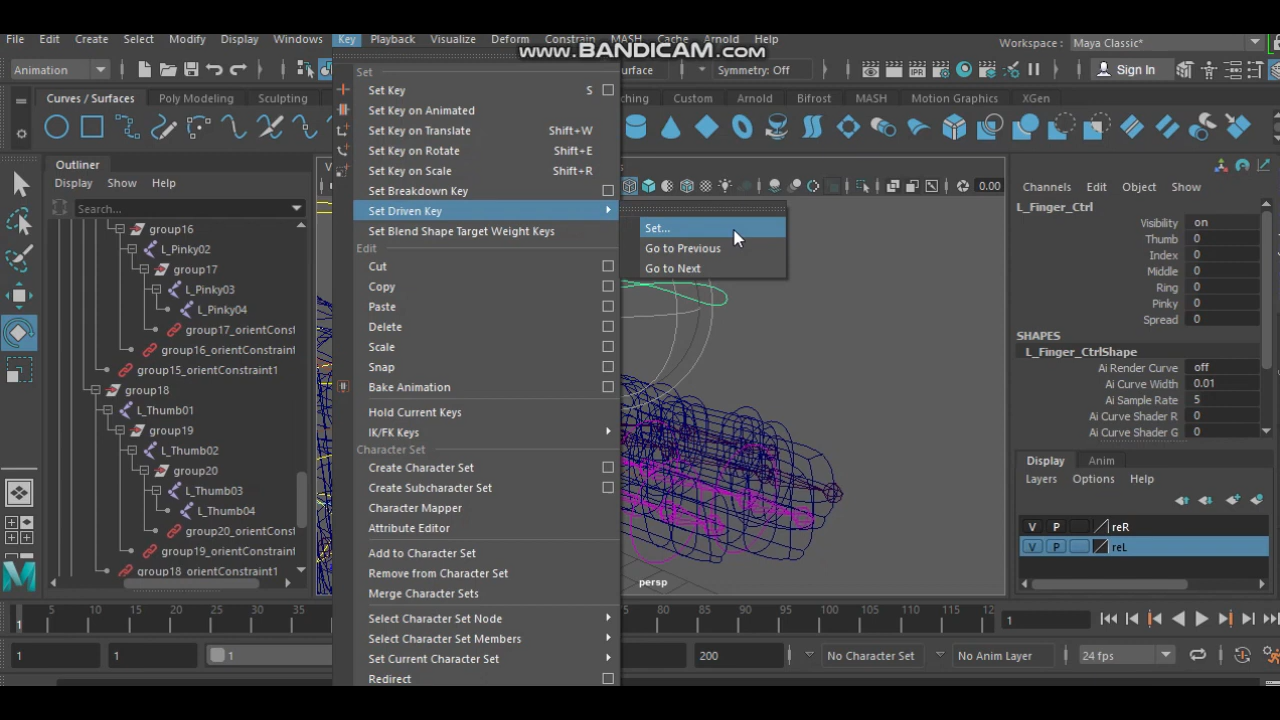 File Edit Create Select Modify Display Windows Key Playback Visualize Deform Constrain MASH Cache Arnold Help
www.BANDICAM.com
Workspace : Maya Classic*
Animation
Symmetry: Off
Sign In
Curves / Surfaces Poly Modeling Sculpting
Custom Arnold Bifrost MASH Motion Graphics XGen
Outliner
Display Show Help
Search...
group16
L_Pinky02
group17
L_Pinky03
L_Pinky04
group17_orientConst
group16_orientConstraint
group15_orientConstraint1
group18
L_Thumb01
group19
L_Thumb02
group20
L_Thumb03
L_Thumb04
group20_orientConst
group19_orientConstraint
group18_orientConstraint1
Set
Set Key S
Set Key on Animated
Set Key on Translate Shift+W
Set Key on Rotate Shift+E
Set Key on Scale Shift+R
Set Breakdown Key
Set Driven Key
Set Blend Shape Target Weight Keys
Edit
Cut
Copy
Paste
Delete
Scale
Snap
Bake Animation
Hold Current Keys
IK/FK Keys
Character Set
Create Character Set
Create Subcharacter Set
Character Mapper
Attribute Editor
Add to Character Set
Remove from Character Set
Merge Character Sets
Select Character Set Node
Select Character Set Members
Set Current Character Set
Redirect
Set...
Go to Previous
Go to Next
0.00
persp
Channels Edit Object Show
L_Finger_Ctrl
Visibility on
Thumb 0
Index 0
Middle 0
Ring 0
Pinky 0
Spread 0
SHAPES
L_Finger_CtrlShape
Ai Render Curve off
Ai Curve Width 0.01
Ai Sample Rate 5
Ai Curve Shader R 0
Ai Curve Shader G 0
Display Anim
Layers Options Help
V P reR
V P reL
1 5 10 15 20 25 30 35
80 85 90 95 100 105 110 115 12
1
1 1 1
200 No Character Set No Anim Layer 24 fps